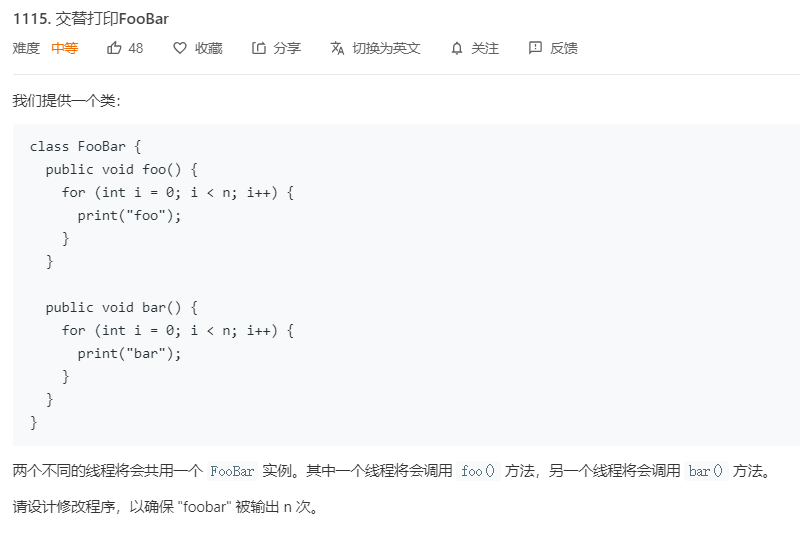 1115. 交替打印FooBar
难度 中等 48 收藏 分享 切换为英文 关注 反馈
我们提供一个类：
class FooBar {
  public void foo() {
    for (int i = 0; i < n; i++) {
      print("foo");
    }
  }

  public void bar() {
    for (int i = 0; i < n; i++) {
      print("bar");
    }
  }
}
两个不同的线程将会共用一个 FooBar 实例。其中一个线程将会调用 foo() 方法，另一个线程将会调用 bar() 方法。
请设计修改程序，以确保 "foobar" 被输出 n 次。